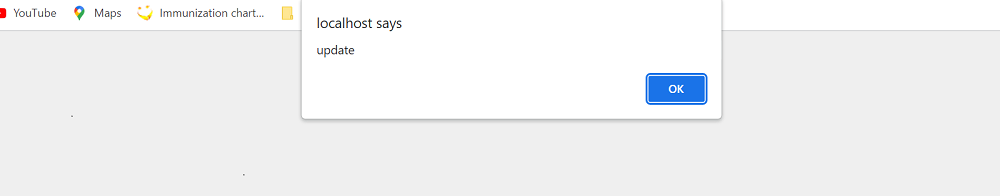 YouTube Maps Immunization chart...
localhost says
update
OK